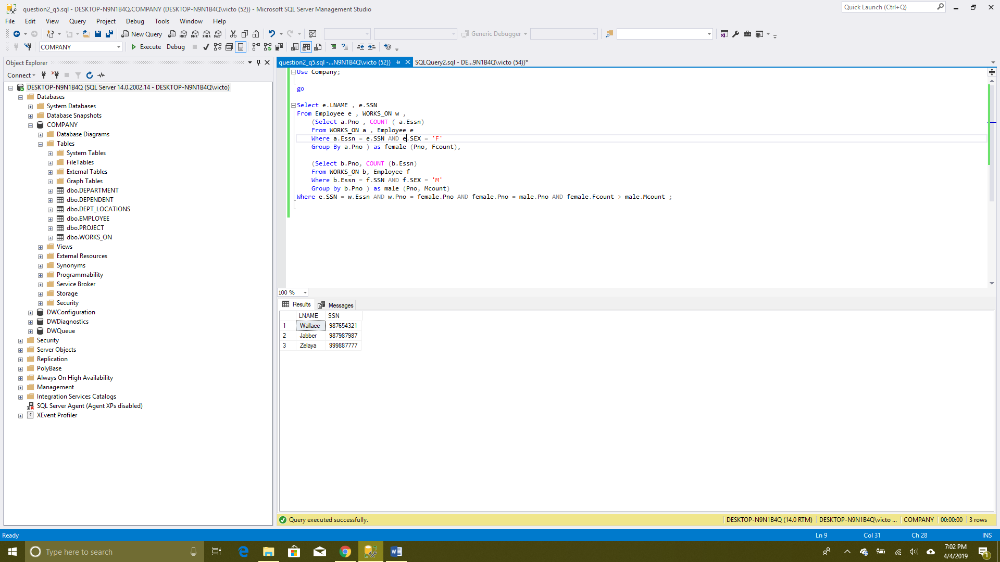 question2_q5.sql - DESKTOP-N9N1B4Q.COMPANY (DESKTOP-N9N1B4Q\victo (52)) - Microsoft SQL Server Management Studio
Quick Launch (Ctrl+Q)
File Edit View Query Project Debug Tools Window Help
New Query
MDX DMX XMLA DAX
Generic Debugger
COMPANY
Execute Debug
Object Explorer
question2_q5.sql -...N9N1B4Q\victo (52))
SQLQuery2.sql - DE...9N1B4Q\victo (54))*
Connect
DESKTOP-N9N1B4Q (SQL Server 14.0.2002.14 - DESKTOP-N9N1B4Q\victo)
Databases
System Databases
Database Snapshots
COMPANY
Database Diagrams
Tables
System Tables
FileTables
External Tables
Graph Tables
dbo.DEPARTMENT
dbo.DEPENDENT
dbo.DEPT_LOCATIONS
dbo.EMPLOYEE
dbo.PROJECT
dbo.WORKS_ON
Views
External Resources
Synonyms
Programmability
Service Broker
Storage
Security
DWConfiguration
DWDiagnostics
DWQueue
Security
Server Objects
Replication
PolyBase
Always On High Availability
Management
Integration Services Catalogs
SQL Server Agent (Agent XPs disabled)
XEvent Profiler
Use Company;
go
Select e.LNAME , e.SSN
From Employee e , WORKS_ON w ,
(Select a.Pno , COUNT ( a.Essn)
From WORKS_ON a , Employee e
Where a.Essn = e.SSN AND e.SEX = 'F'
Group By a.Pno ) as female (Pno, Fcount),
(Select b.Pno, COUNT (b.Essn)
From WORKS_ON b, Employee f
Where b.Essn = f.SSN AND f.SEX = 'M'
Group by b.Pno ) as male (Pno, Mcount)
Where e.SSN = w.Essn AND w.Pno = female.Pno AND female.Pno = male.Pno AND female.Fcount > male.Mcount ;
100 %
Results Messages
LNAME SSN
1 Wallace 987654321
2 Jabber 987987987
3 Zelaya 999887777
Query executed successfully.
DESKTOP-N9N1B4Q (14.0 RTM) DESKTOP-N9N1B4Q\victo ... COMPANY 00:00:00 3 rows
Ready
Ln 9 Col 31 Ch 28 INS
Type here to search
7:02 PM
4/4/2019
1